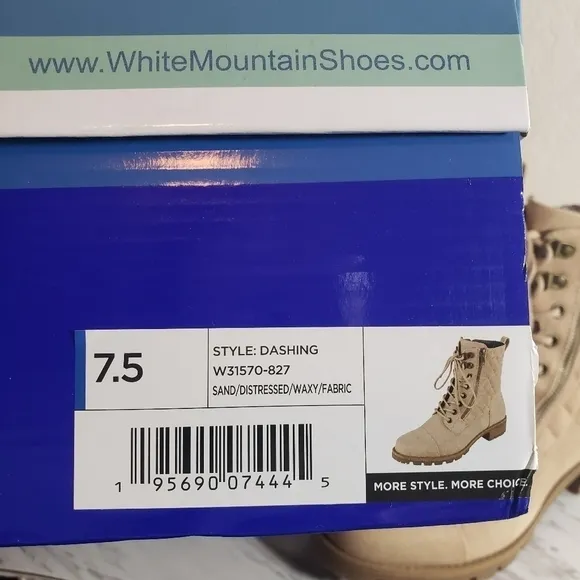 www.WhiteMountainShoes.com
7.5
STYLE: DASHING
W31570-827
SAND/DISTRESSED/WAXY/FABRIC
1 95690 07444 5
MORE STYLE. MORE CHOICE